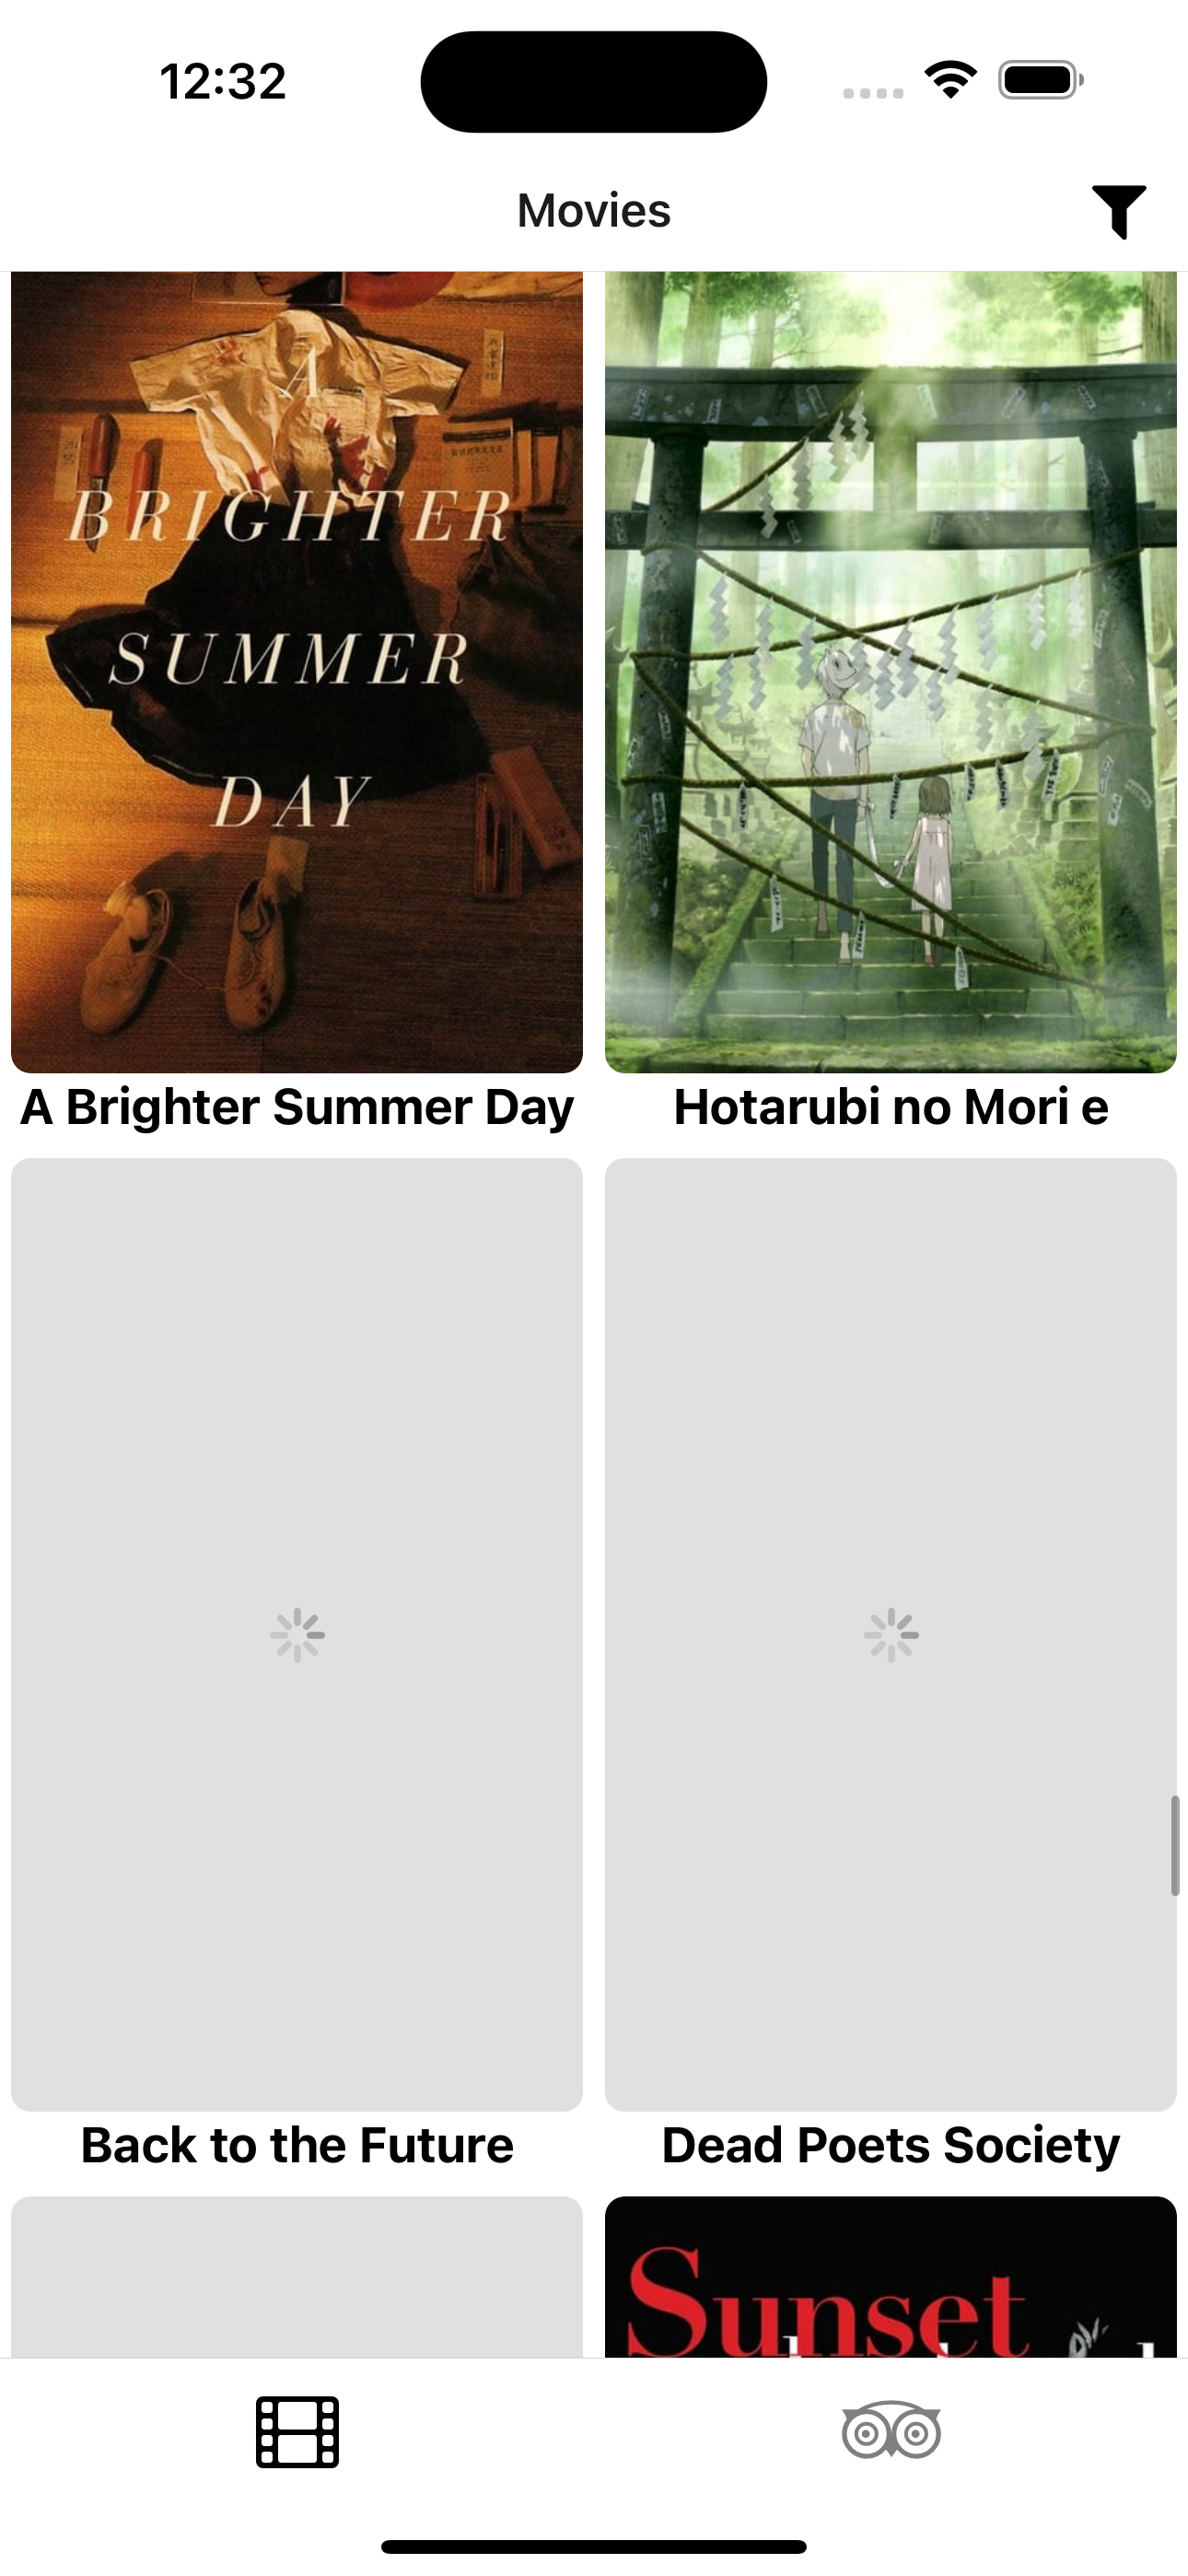 12:32
Movies
A
BRIGHTER
SUMMER
DAY
A Brighter Summer Day
Hotarubi no Mori e
Back to the Future
Dead Poets Society
Sunset